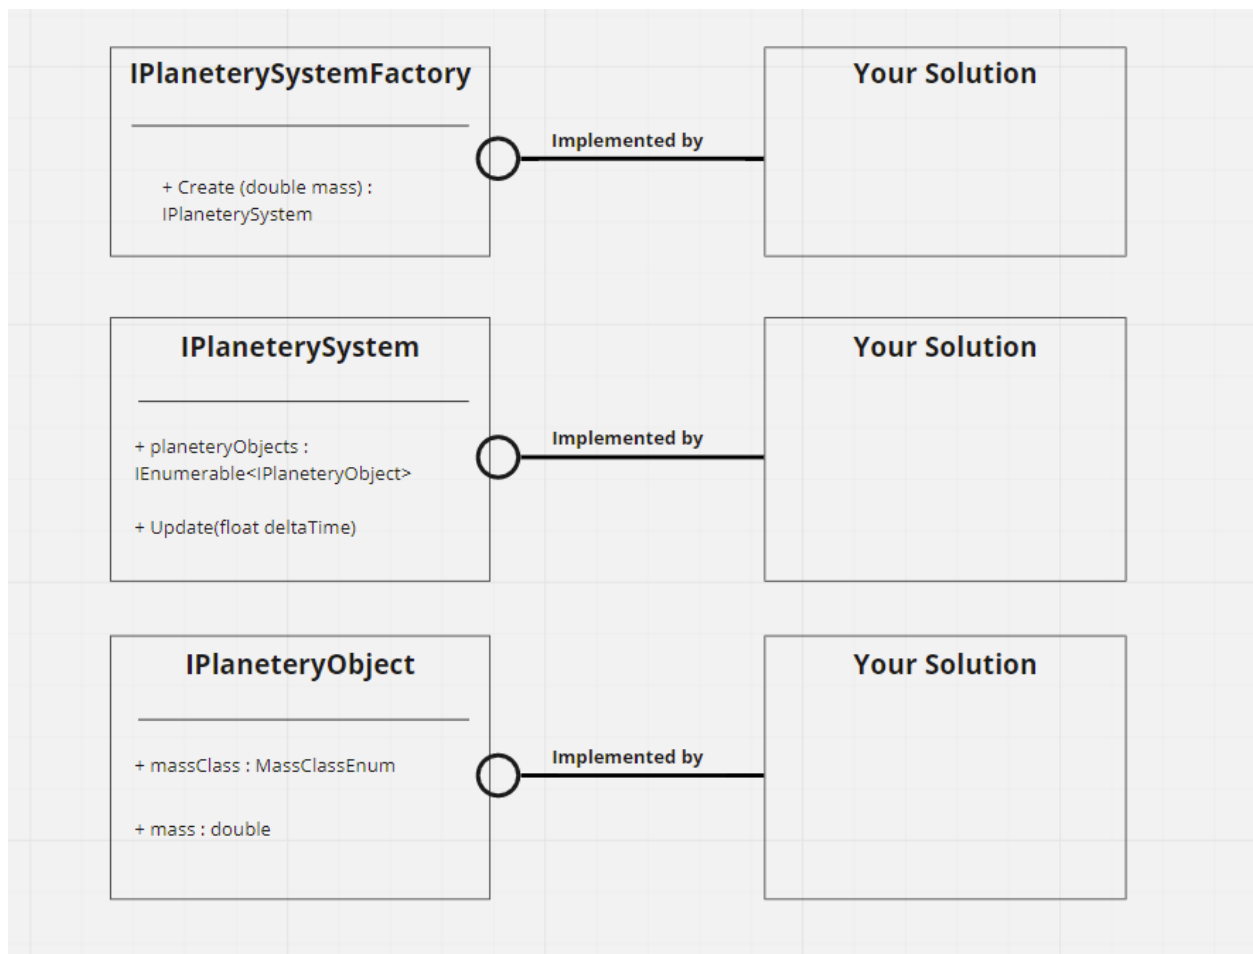 IPlaneterySystemFactory
Your Solution
Implemented by
+ Create (double mass) :
IPlaneterySystem
IPlaneterySystem
Your Solution
Implemented by
+ planeteryObjects :
IEnumerable<IPlaneteryObject>
+ Update(float deltaTime)
IPlaneteryObject
Your Solution
Implemented by
+ massClass : MassClassEnum
+ mass : double